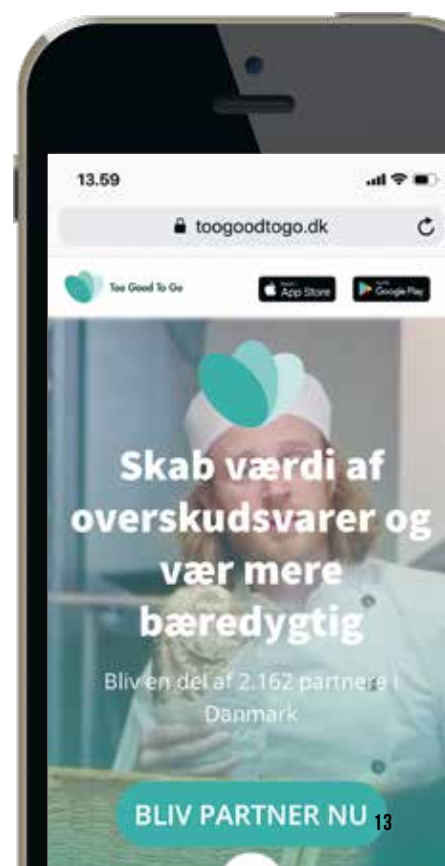 13.59
toogoodtogo.dk
Too Good To Go
App Store
Google Play
Skab værdi af
overskudsvarer og
vær mere
bæredygtig
Bliv en del af 2.162 partnere i
Danmark
BLIV PARTNER NU
13